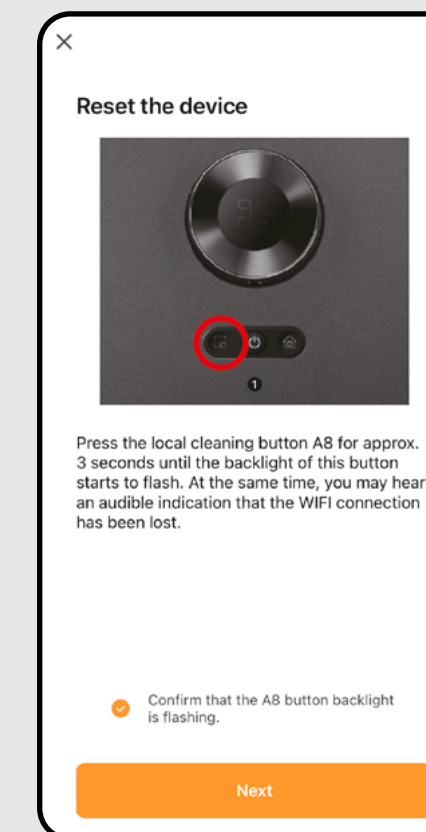 Reset the device
1
Press the local cleaning button A8 for approx.
3 seconds until the backlight of this button
starts to flash. At the same time, you may hear
an audible indication that the WIFI connection
has been lost.
Confirm that the A8 button backlight
is flashing.
Next